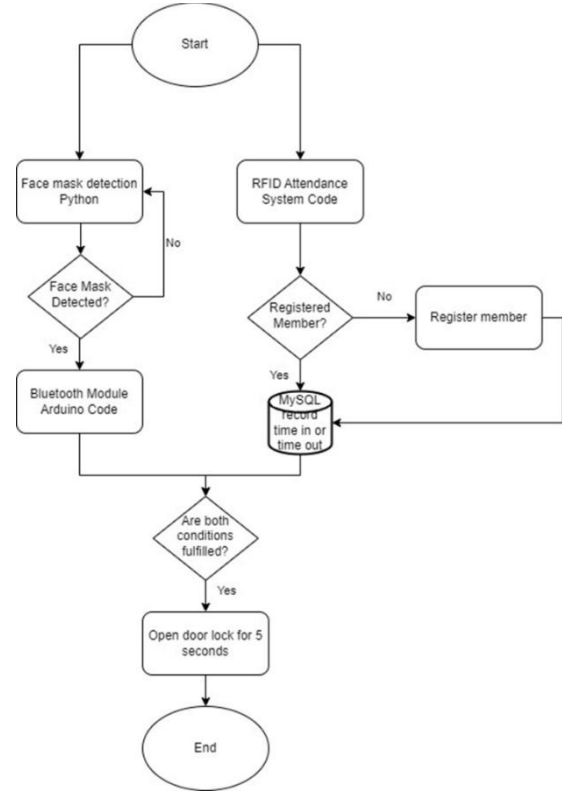 Start
Face mask detection
Python
RFID Attendance
System Code
No
Face Mask
Detected?
Registered
Member?
No
Register member
Yes
Yes
Bluetooth Module
Arduino Code
MySQL
record
time in or
time out
Are both
conditions
fulfilled?
Yes
Open door lock for 5
seconds
End